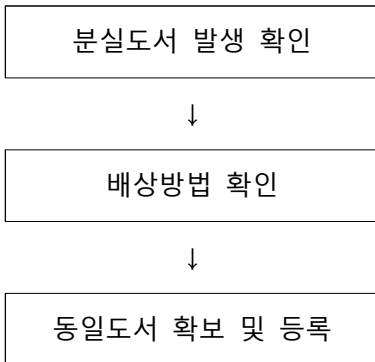 분실도서 발생 확인
↓
배상방법 확인
↓
동일도서 확보 및 등록